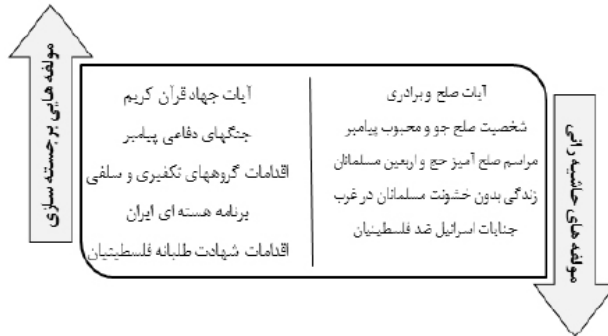 مولفه های حاشیه رانی
آیات صلح و برادری
شخصیت صلح جو و محبوب پیامبر
مراسم صلح آمیز حج و اربعین مسلمانان
زندگی بدون خشونت مسلمانان در غرب
جنایات اسرائیل ضد فلسطینیان
آیات جهاد قرآن کریم
جنگهای دفاعی پیامبر
اقدامات گروههای تکفیری و سلفی
برنامه هسته ای ایران
اقدامات شهادت طلبانه فلسطینیان
مولفه هایی برجسته سازی